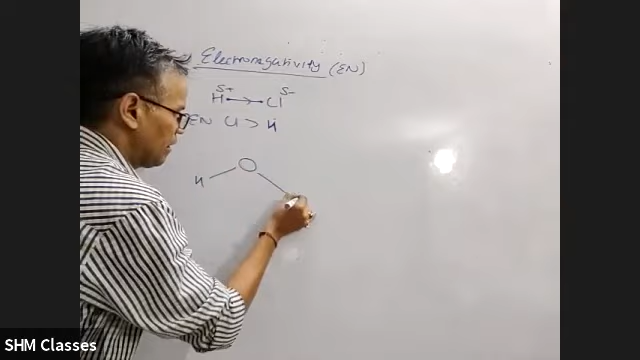 Electronegativity (EN)
δ+ δ-
H Cl
EN Cl > H
O
H
SHM Classes